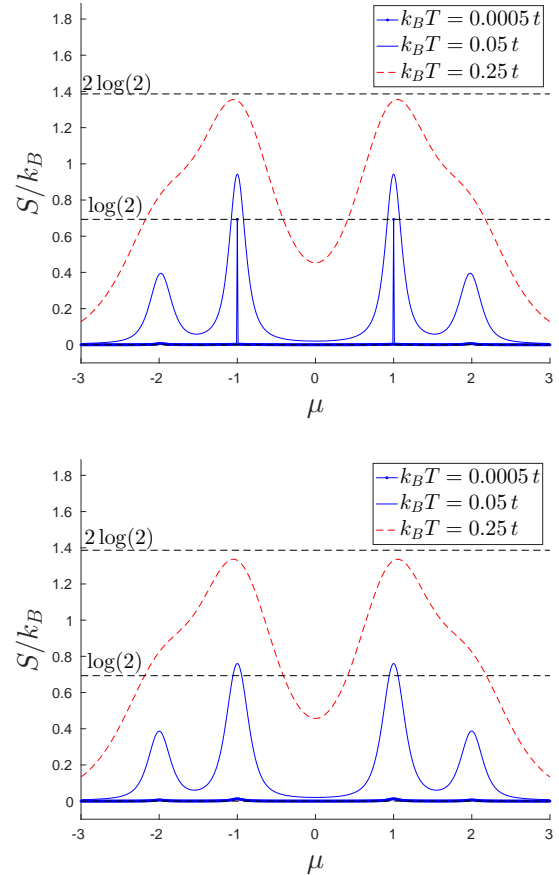 k_BT = 0.0005 t
k_BT = 0.05 t
k_BT = 0.25 t
1.8
1.6
1.4
1.2
1
0.8
0.6
0.4
0.2
0
2 log(2)
log(2)
S/k_B
-3 -2 -1 0 1 2 3
μ
k_BT = 0.0005 t
k_BT = 0.05 t
k_BT = 0.25 t
1.8
1.6
1.4
1.2
1
0.8
0.6
0.4
0.2
0
2 log(2)
log(2)
S/k_B
-3 -2 -1 0 1 2 3
μ